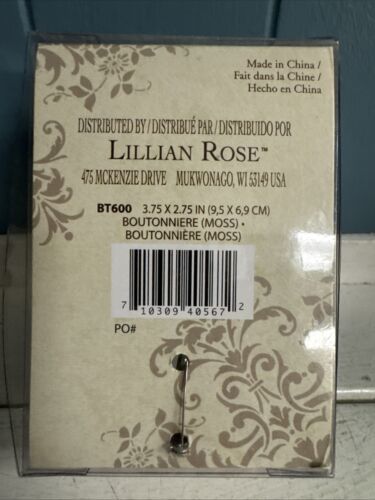 Made in China /
Fait dans la Chine /
Hecho en China
DISTRIBUTED BY / DISTRIBUÉ PAR / DISTRIBUIDO POR
LILLIAN ROSE™
475 MCKENZIE DRIVE MUKWONAGO, WI 53149 USA
BT600 3.75 X 2.75 IN (9,5 X 6,9 CM)
BOUTONNIERE (MOSS) •
BOUTONNIÈRE (MOSS)
7 10309 40567 2
PO#